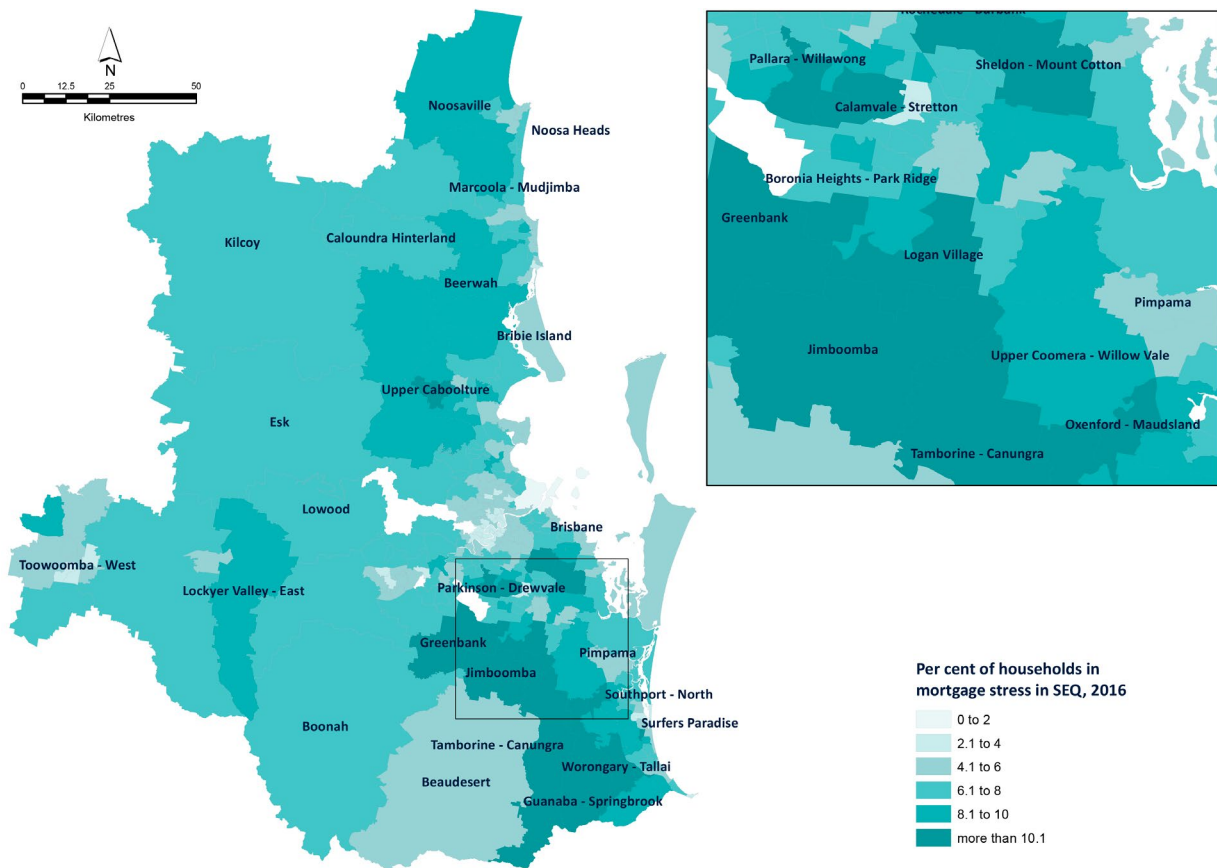 N
0 12.5 25 50
Kilometres
Noosaville
Noosa Heads
Marcoola - Mudjimba
Kilcoy
Caloundra Hinterland
Beerwah
Bribie Island
Upper Caboolture
Esk
Lowood
Brisbane
Toowoomba - West
Lockyer Valley - East
Parkinson - Drewvale
Greenbank
Jimboomba
Pimpama
Southport - North
Surfers Paradise
Boonah
Tamborine - Canungra
Worongary - Tallai
Beaudesert
Guanaba - Springbrook
Rochedale - Burbank
Pallara - Willawong
Sheldon - Mount Cotton
Calamvale - Stretton
Boronia Heights - Park Ridge
Greenbank
Logan Village
Pimpama
Jimboomba
Upper Coomera - Willow Vale
Oxenford - Maudsland
Tamborine - Canungra
Per cent of households in
mortgage stress in SEQ, 2016
0 to 2
2.1 to 4
4.1 to 6
6.1 to 8
8.1 to 10
more than 10.1